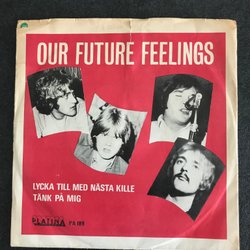 OUR FUTURE FEELINGS
LYCKA TILL MED NÄSTA KILLE
TÄNK PÅ MIG
PLATINA